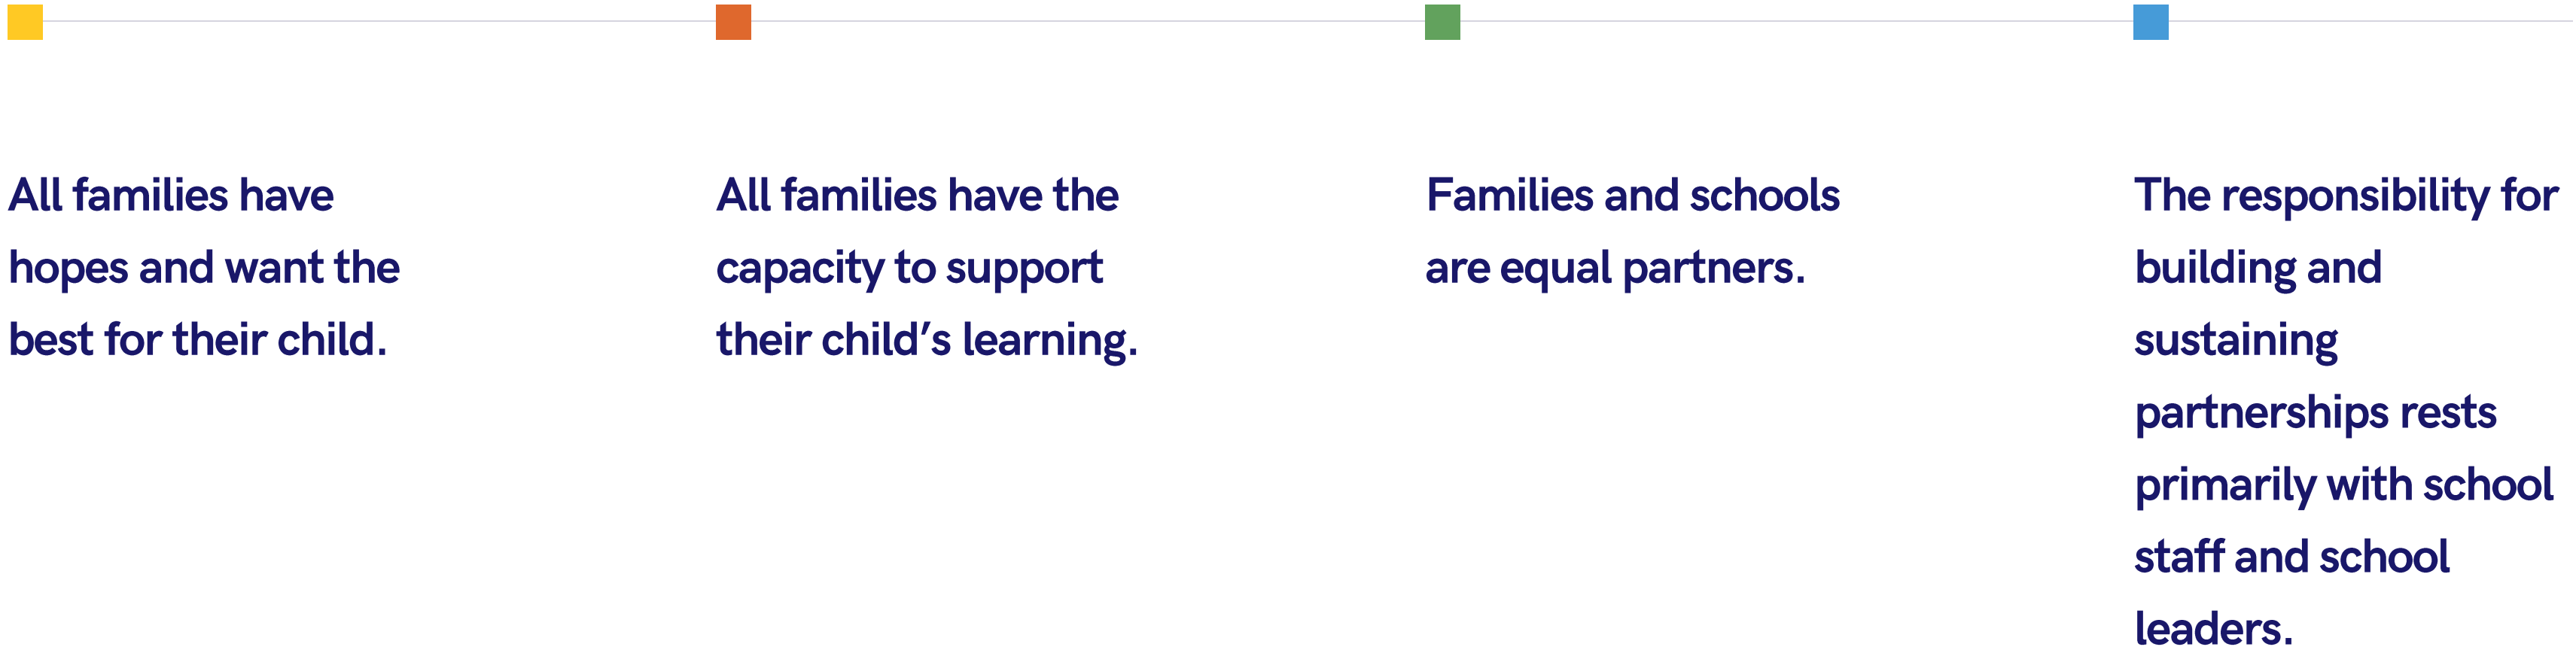 All families have
hopes and want the
best for their child.
All families have the
capacity to support
their child’s learning.
Families and schools
are equal partners.
The responsibility for
building and
sustaining
partnerships rests
primarily with school
staff and school
leaders.